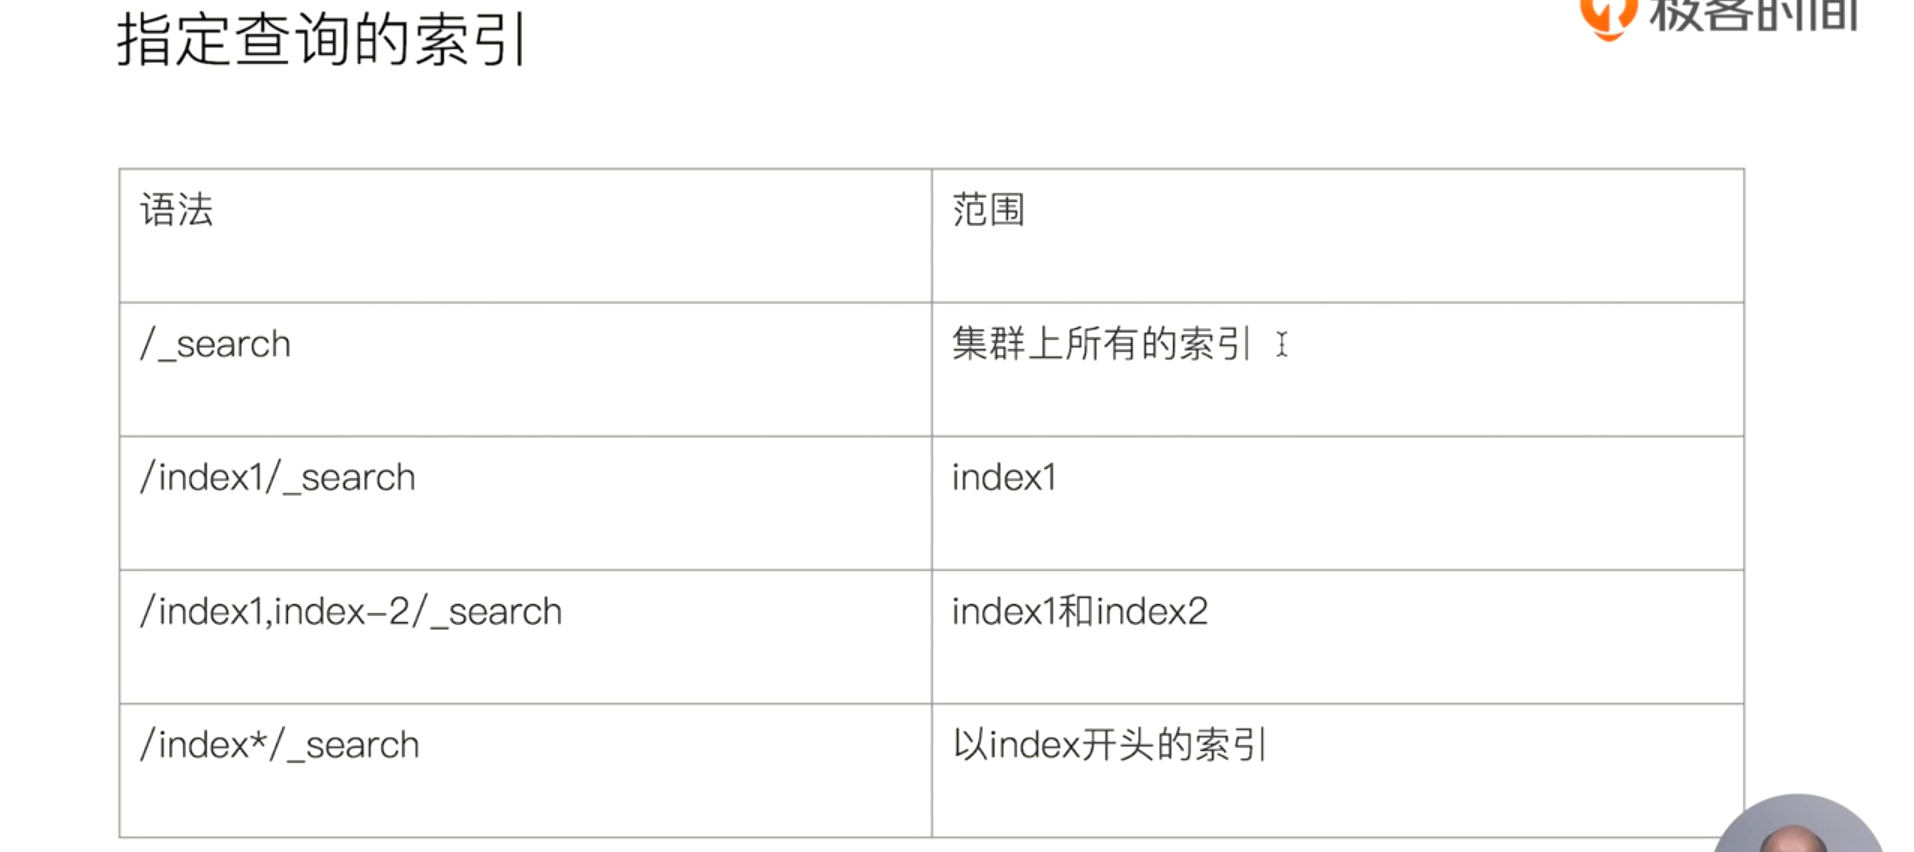 指定查询的索引
极客时间
语法
范围
/_search
集群上所有的索引
/index1/_search
index1
/index1,index-2/_search
index1和index2
/index*/_search
以index开头的索引